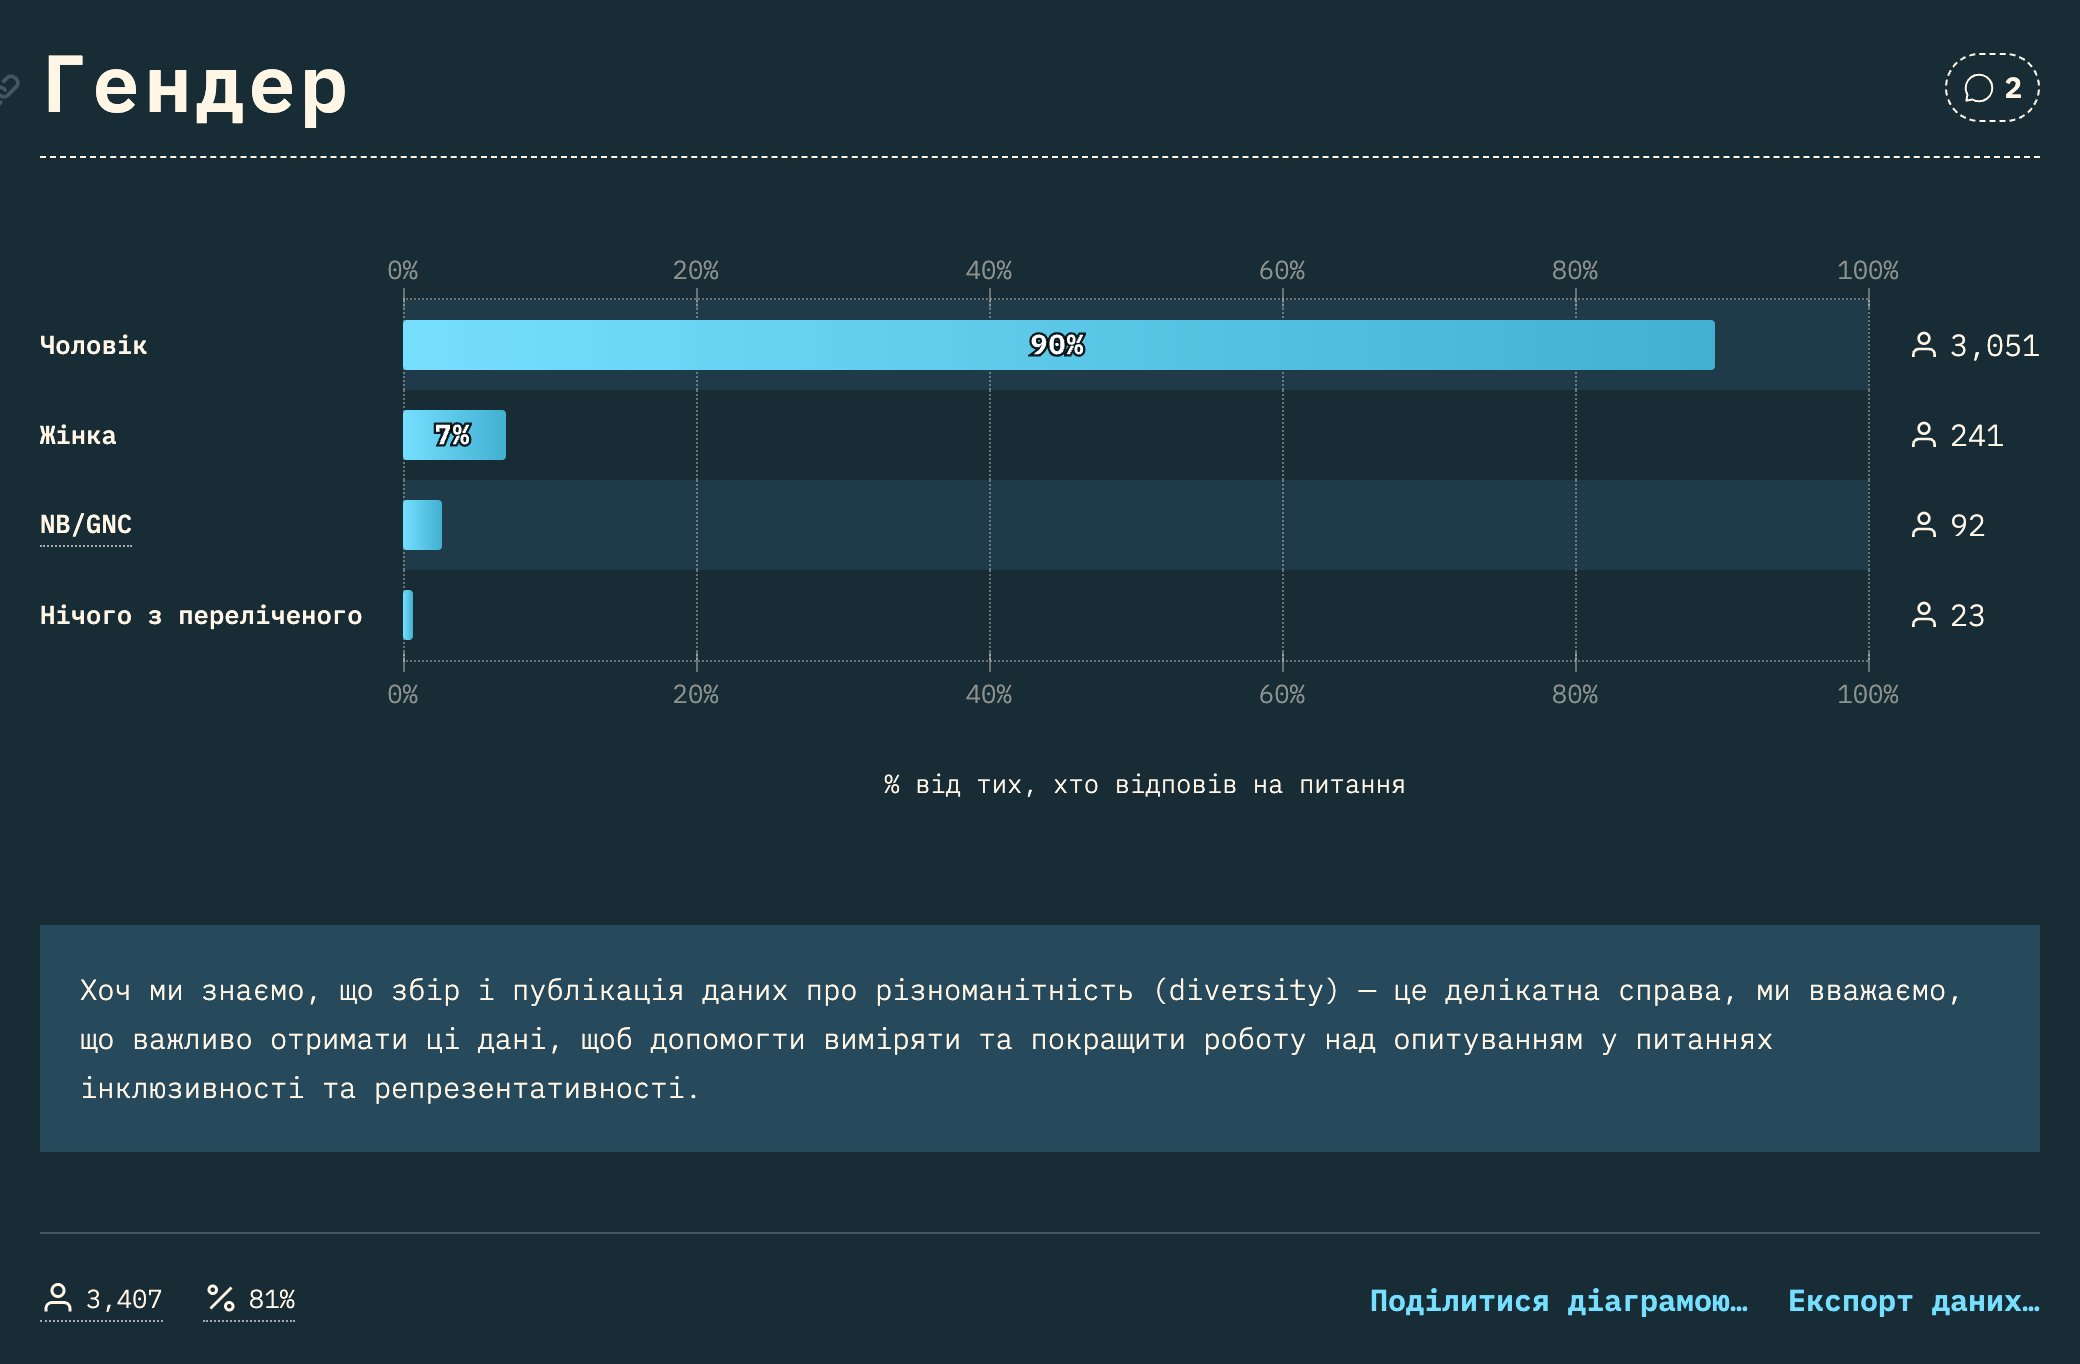 Гендер
2
0% 20% 40% 60% 80% 100%
Чоловік 90% 3,051
Жінка 7% 241
NB/GNC 92
Нічого з переліченого 23
0% 20% 40% 60% 80% 100%
% від тих, хто відповів на питання
Хоч ми знаємо, що збір і публікація даних про різноманітність (diversity) — це делікатна справа, ми вважаємо,
що важливо отримати ці дані, щоб допомогти виміряти та покращити роботу над опитуванням у питаннях
інклюзивності та репрезентативності.
3,407 81% Поділитися діаграмою… Експорт даних…